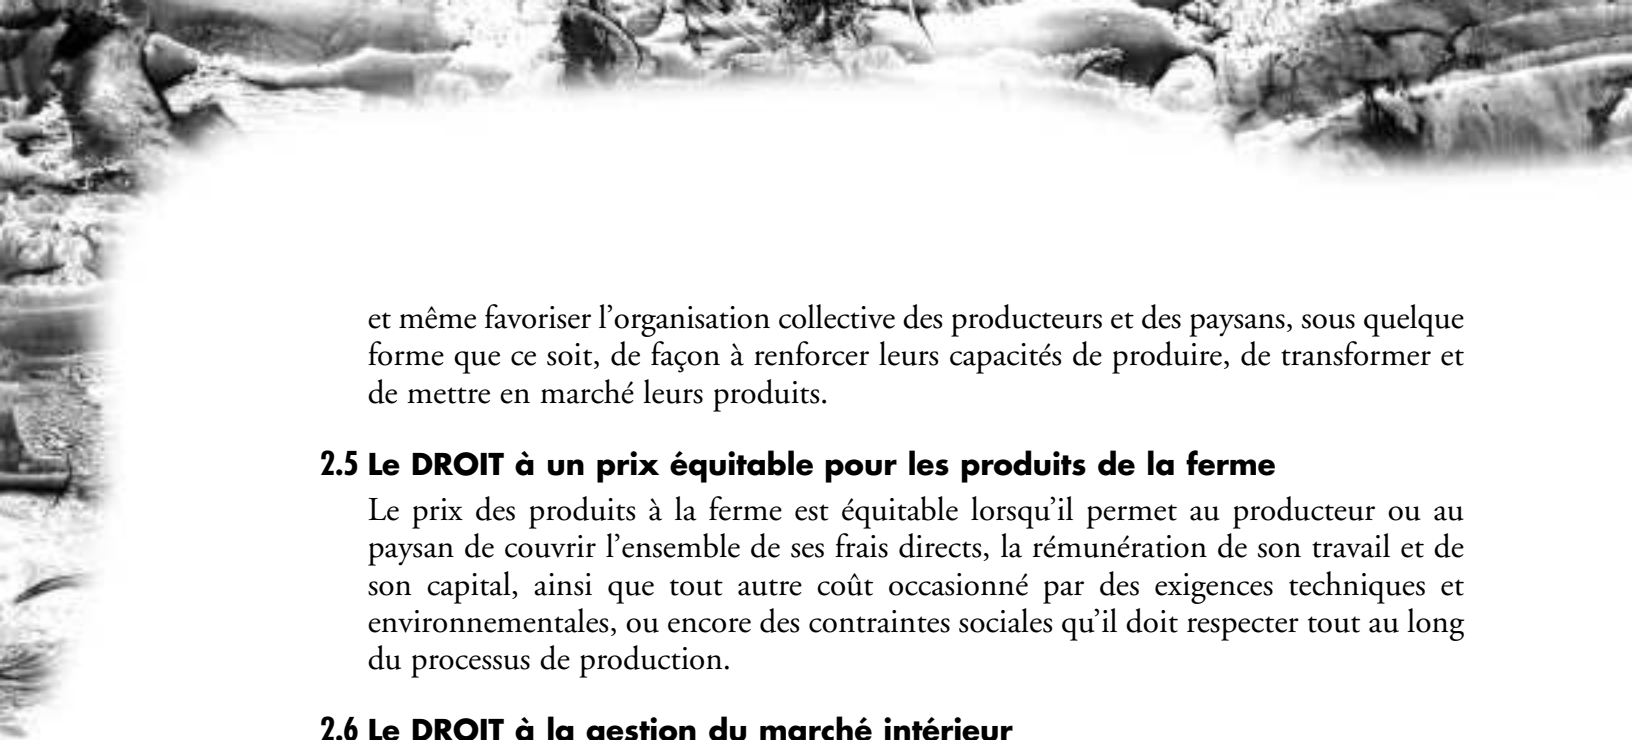 et même favoriser l’organisation collective des producteurs et des paysans, sous quelque
forme que ce soit, de façon à renforcer leurs capacités de produire, de transformer et
de mettre en marché leurs produits.
2.5 Le DROIT à un prix équitable pour les produits de la ferme
Le prix des produits à la ferme est équitable lorsqu’il permet au producteur ou au
paysan de couvrir l’ensemble de ses frais directs, la rémunération de son travail et de
son capital, ainsi que tout autre coût occasionné par des exigences techniques et
environnementales, ou encore des contraintes sociales qu’il doit respecter tout au long
du processus de production.
2.6 Le DROIT à la gestion du marché intérieur